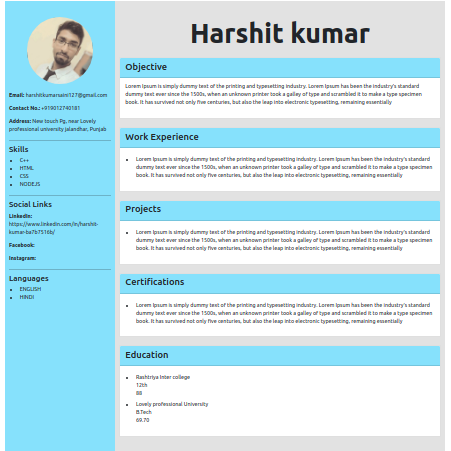 Harshit kumar
Email: harshitkumarsaini127@gmail.com
Contact No.: +919012740181
Address: New touch Pg, near Lovely
professional university jalandhar, Punjab
Skills
C++
HTML
CSS
NODEJS
Social Links
LinkedIn:
https://www.linkedin.com/in/harshit-
kumar-ba7b1516b/
Facebook:
Instagram:
Languages
ENGLISH
HINDI
Objective
Lorem Ipsum is simply dummy text of the printing and typesetting industry. Lorem Ipsum has been the industry's standard
dummy text ever since the 1500s, when an unknown printer took a galley of type and scrambled it to make a type specimen
book. It has survived not only five centuries, but also the leap into electronic typesetting, remaining essentially
Work Experience
Lorem Ipsum is simply dummy text of the printing and typesetting industry. Lorem Ipsum has been the industry's standard
dummy text ever since the 1500s, when an unknown printer took a galley of type and scrambled it to make a type specimen
book. It has survived not only five centuries, but also the leap into electronic typesetting, remaining essentially
Projects
Lorem Ipsum is simply dummy text of the printing and typesetting industry. Lorem Ipsum has been the industry's standard
dummy text ever since the 1500s, when an unknown printer took a galley of type and scrambled it to make a type specimen
book. It has survived not only five centuries, but also the leap into electronic typesetting, remaining essentially
Certifications
Lorem Ipsum is simply dummy text of the printing and typesetting industry. Lorem Ipsum has been the industry's standard
dummy text ever since the 1500s, when an unknown printer took a galley of type and scrambled it to make a type specimen
book. It has survived not only five centuries, but also the leap into electronic typesetting, remaining essentially
Education
Rashtriya Inter college
12th
88
Lovely professional University
B.Tech
69.70